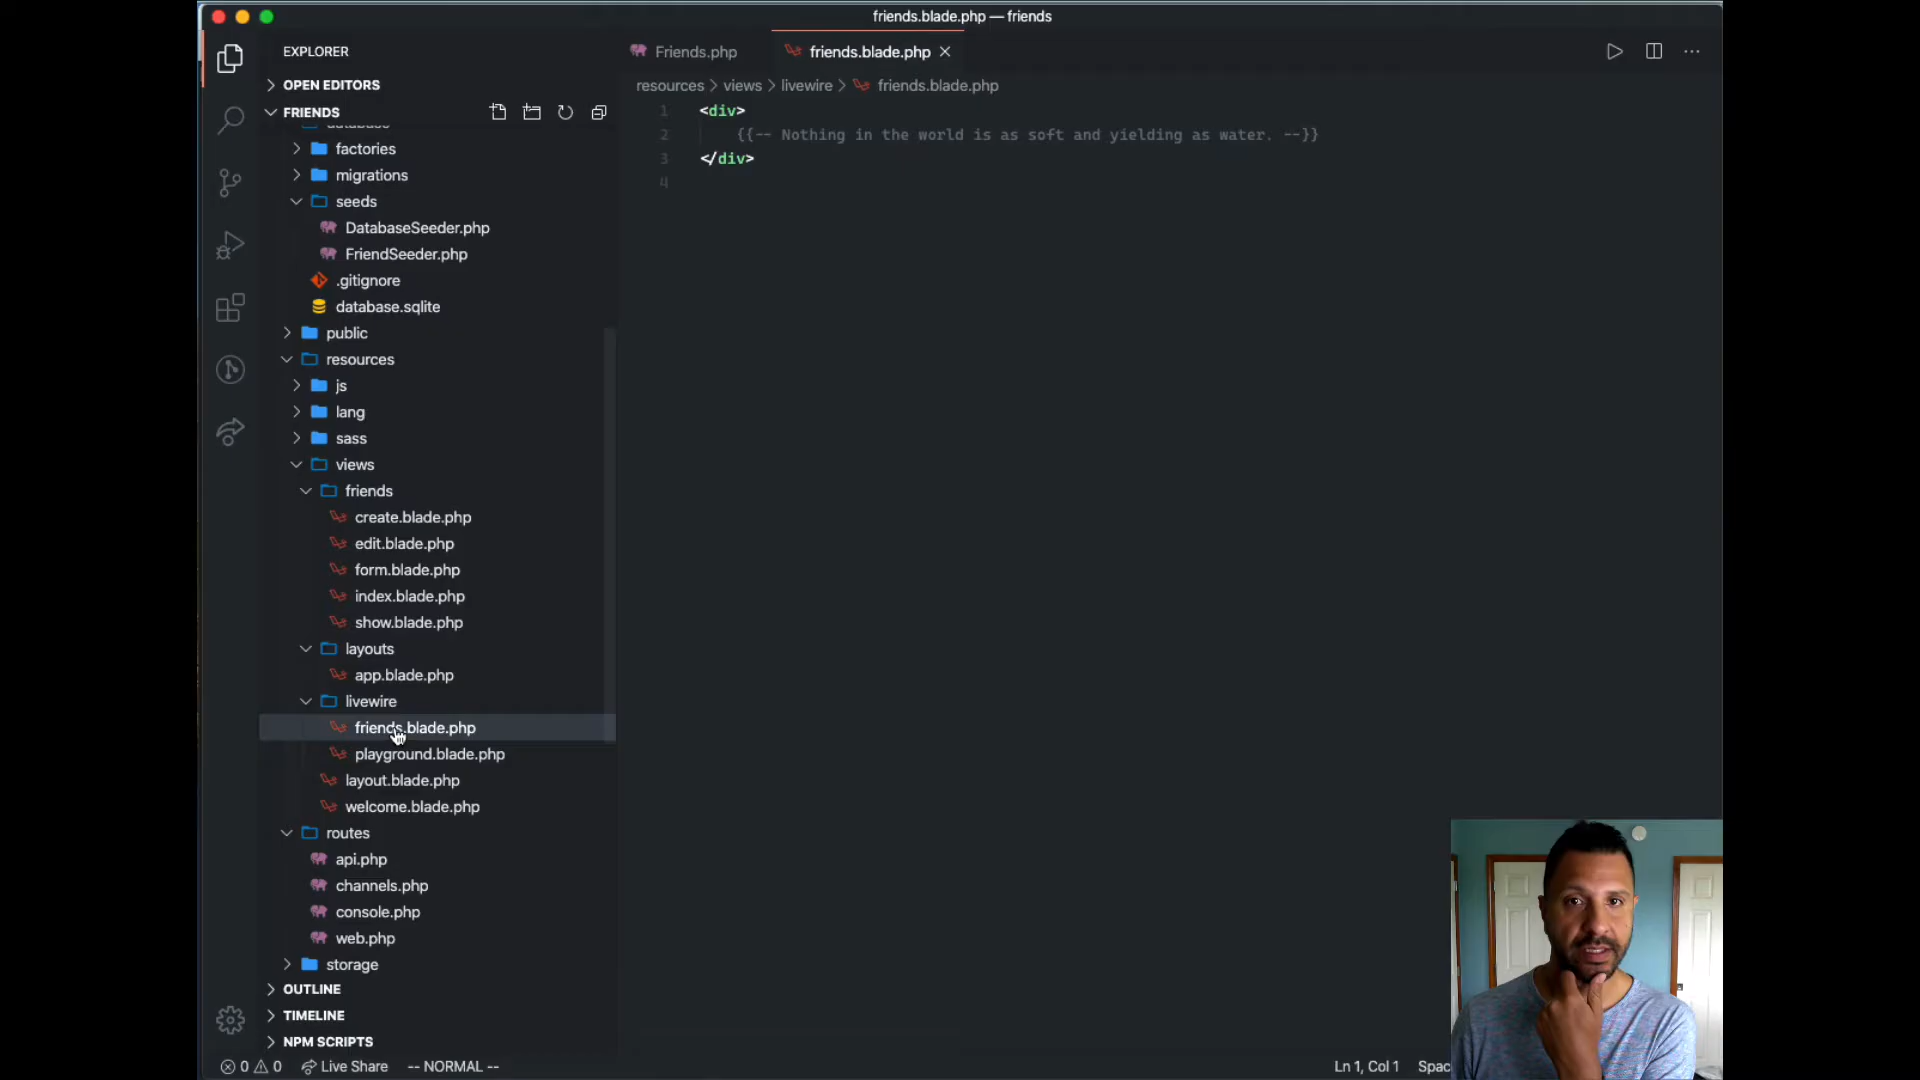 friends.blade.php — friends
EXPLORER
OPEN EDITORS
FRIENDS
database
factories
migrations
seeds
DatabaseSeeder.php
FriendSeeder.php
.gitignore
database.sqlite
public
resources
js
lang
sass
views
friends
create.blade.php
edit.blade.php
form.blade.php
index.blade.php
show.blade.php
layouts
app.blade.php
livewire
friends.blade.php
playground.blade.php
layout.blade.php
welcome.blade.php
routes
api.php
channels.php
console.php
web.php
storage
OUTLINE
TIMELINE
NPM SCRIPTS
Friends.php
friends.blade.php
resources > views > livewire > friends.blade.php
1 <div>
2 {{-- Nothing in the world is as soft and yielding as water. --}}
3 </div>
4
0 0 Live Share -- NORMAL -- Ln 1, Col 1 Spac